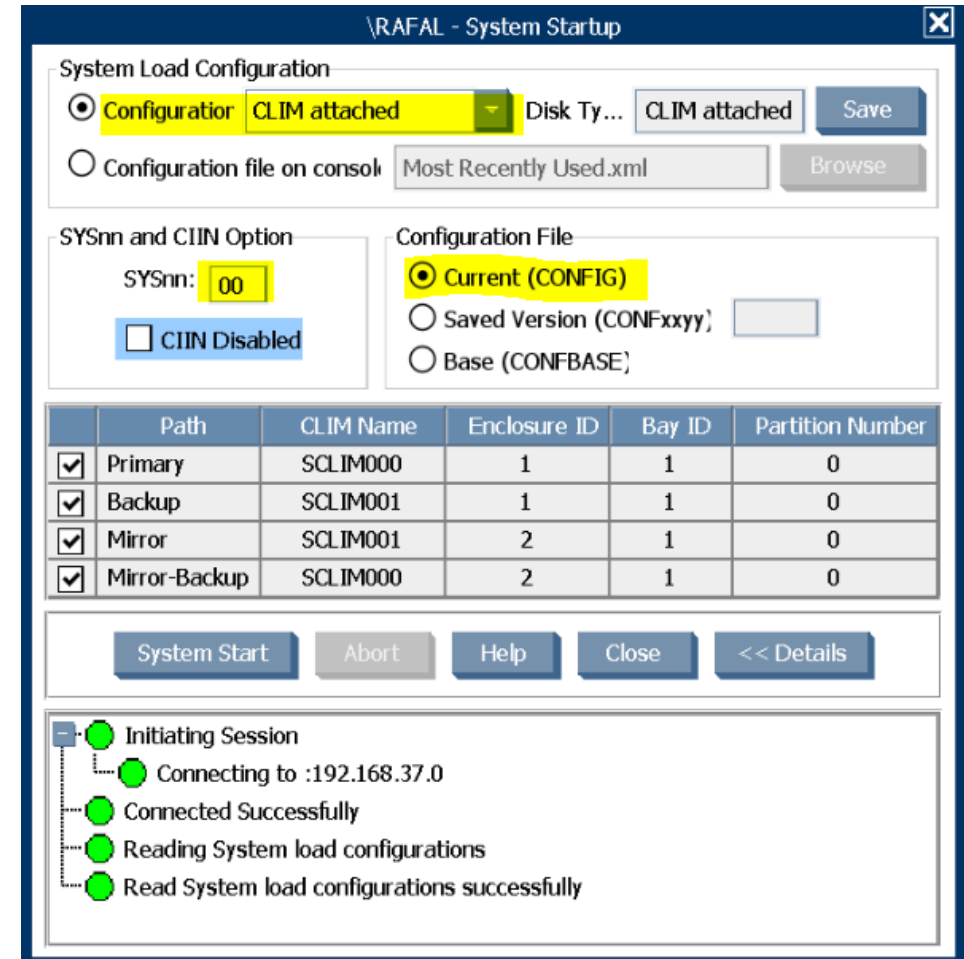 \RAFAL - System Startup
System Load Configuration
Configuration CLIM attached Disk Ty... CLIM attached Save
Configuration file on console Most Recently Used.xml Browse
SYSnn and CIIN Option Configuration File
SYSnn: 00 Current (CONFIG)
Saved Version (CONFxxyy)
CIIN Disabled
Base (CONFBASE)
Path CLIM Name Enclosure ID Bay ID Partition Number
Primary SCLIM000 1 1 0
Backup SCLIM001 1 1 0
Mirror SCLIM001 2 1 0
Mirror-Backup SCLIM000 2 1 0
System Start Abort Help Close << Details
Initiating Session
Connecting to :192.168.37.0
Connected Successfully
Reading System load configurations
Read System load configurations successfully